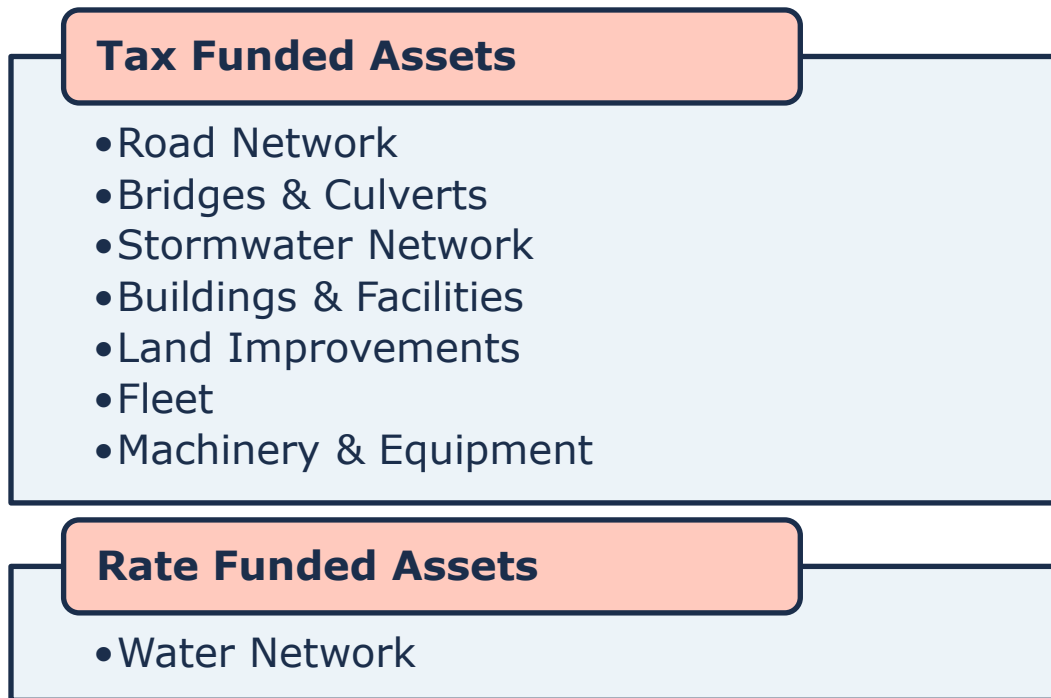 Tax Funded Assets
•Road Network
•Bridges & Culverts
•Stormwater Network
•Buildings & Facilities
•Land Improvements
•Fleet
•Machinery & Equipment
Rate Funded Assets
•Water Network